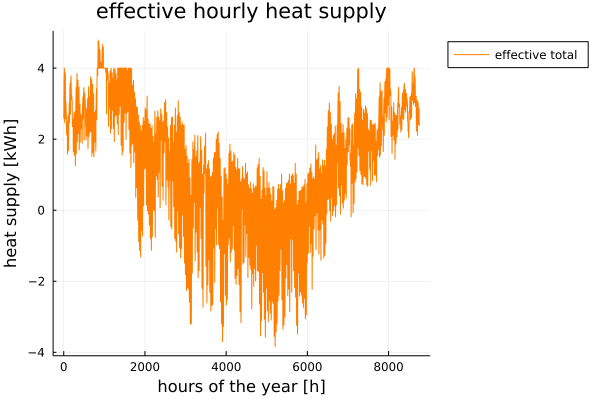 effective hourly heat supply
effective total
heat supply [kWh]
4
2
0
−2
−4
0 2000 4000 6000 8000
hours of the year [h]